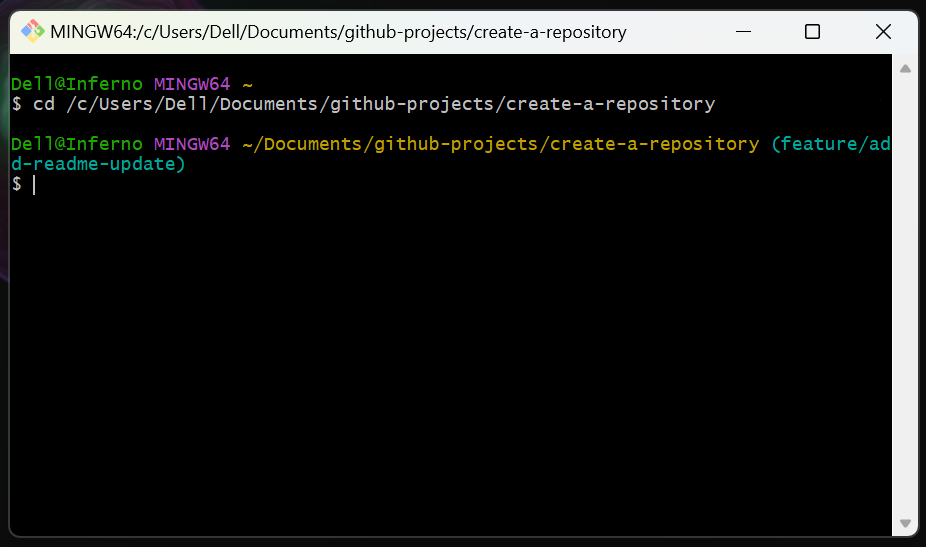 MINGW64:/c/Users/Dell/Documents/github-projects/create-a-repository
Dell@Inferno MINGW64 ~
$ cd /c/Users/Dell/Documents/github-projects/create-a-repository
Dell@Inferno MINGW64 ~/Documents/github-projects/create-a-repository (feature/ad
d-readme-update)
$